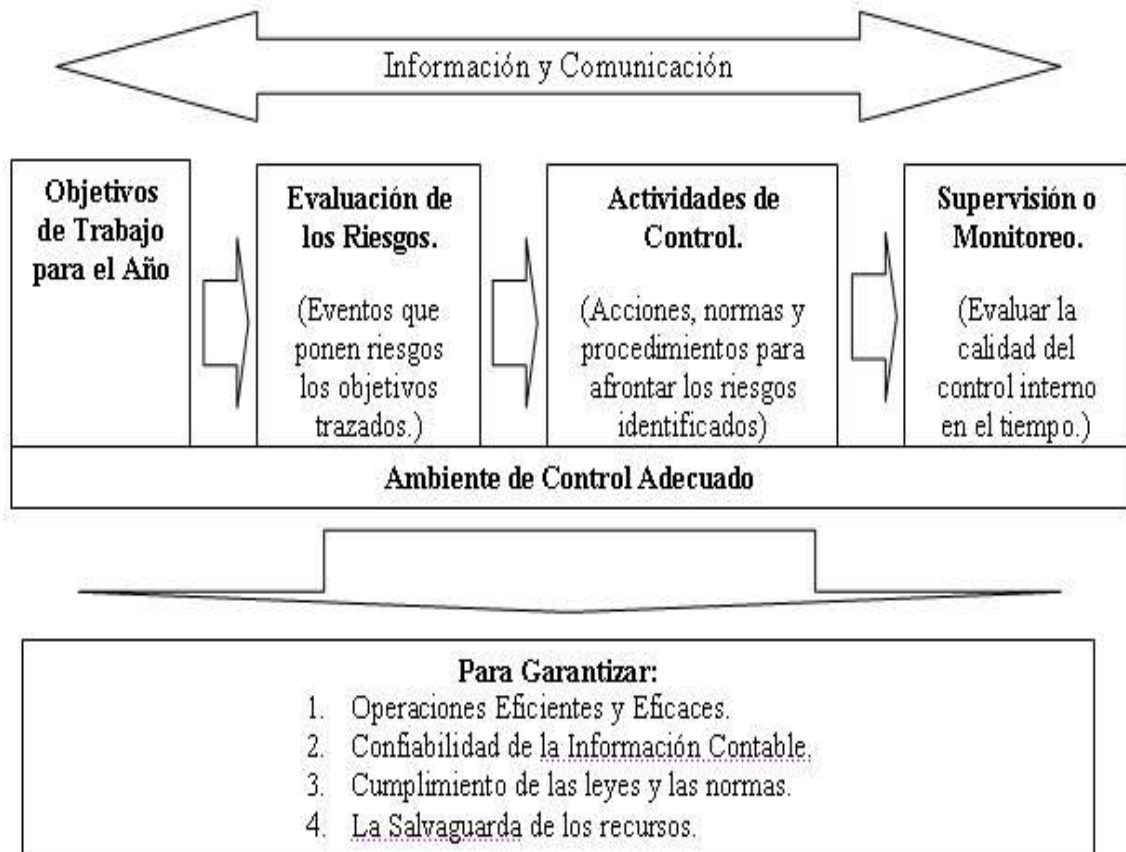 Información y Comunicación
Objetivos
de Trabajo
para el Año
Evaluación de
los Riesgos.
(Eventos que
ponen riesgos
los objetivos
trazados.)
Actividades de
Control.
(Acciones, normas y
procedimientos para
afrontar los riesgos
identificados)
Supervisión o
Monitoreo.
(Evaluar la
calidad del
control interno
en el tiempo.)
Ambiente de Control Adecuado
Para Garantizar:
1. Operaciones Eficientes y Eficaces.
2. Confiabilidad de la Información Contable.
3. Cumplimiento de las leyes y las normas.
4. La Salvaguarda de los recursos.